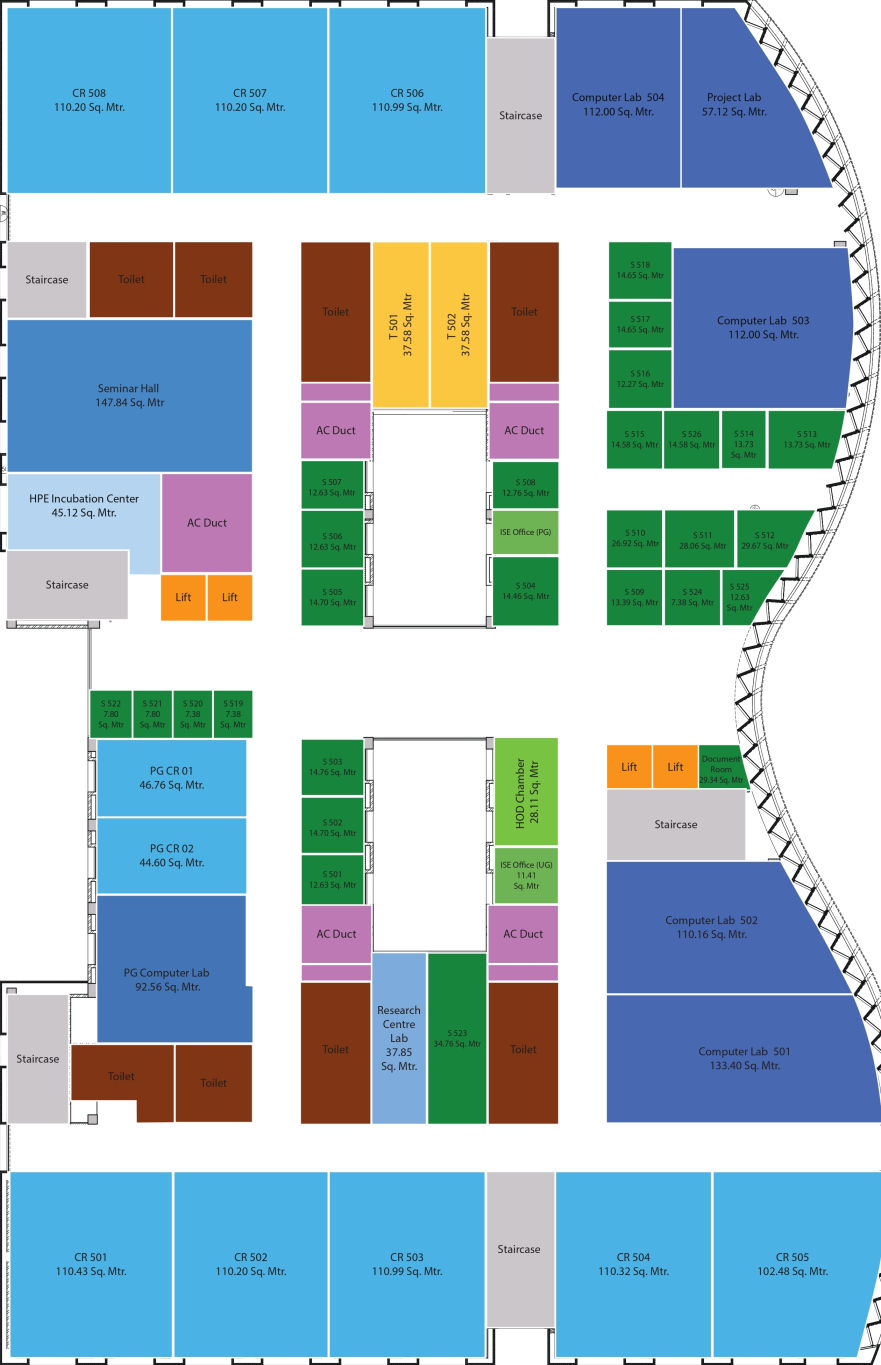 CR 508
110.20 Sq. Mtr.
CR 507
110.20 Sq. Mtr.
CR 506
110.99 Sq. Mtr.
Staircase
Computer Lab 504
112.00 Sq. Mtr.
Project Lab
57.12 Sq. Mtr.
Staircase
Toilet
Toilet
Toilet
T 501
37.58 Sq. Mtr
T 502
37.58 Sq. Mtr
Toilet
S 518
14.65 Sq. Mtr
S 517
14.65 Sq. Mtr
S 516
12.27 Sq. Mtr
Computer Lab 503
112.00 Sq. Mtr.
Seminar Hall
147.84 Sq. Mtr
AC Duct
AC Duct
S 515
14.58 Sq. Mtr
S 526
14.58 Sq. Mtr
S 514
13.73
Sq. Mtr
S 513
13.73 Sq. Mtr
HPE Incubation Center
45.12 Sq. Mtr.
AC Duct
S 507
12.63 Sq. Mtr
S 508
12.76 Sq. Mtr
S 506
12.63 Sq. Mtr
ISE Office (PG)
S 510
26.92 Sq. Mtr
S 511
28.06 Sq. Mtr
S 512
29.67 Sq. Mtr
Staircase
Lift
Lift
S 505
14.70 Sq. Mtr
S 504
14.46 Sq. Mtr
S 509
13.39 Sq. Mtr
S 524
7.38 Sq. Mtr
S 525
12.63
Sq. Mtr
S 522
7.80
Sq. Mtr
S 521
7.80
Sq. Mtr
S 520
7.38
Sq. Mtr
S 519
7.38
Sq. Mtr
PG CR 01
46.76 Sq. Mtr.
S 503
14.76 Sq. Mtr
HOD Chamber
28.11 Sq. Mtr
Lift
Lift
Document
Room
29.34 Sq. Mtr
PG CR 02
44.60 Sq. Mtr.
S 502
14.70 Sq. Mtr
Staircase
S 501
12.63 Sq. Mtr
ISE Office (UG)
11.41
Sq. Mtr
PG Computer Lab
92.56 Sq. Mtr.
AC Duct
AC Duct
Computer Lab 502
110.16 Sq. Mtr.
Staircase
Toilet
Toilet
Toilet
Research
Centre
Lab
37.85
Sq. Mtr.
S 523
34.76 Sq. Mtr
Toilet
Computer Lab 501
133.40 Sq. Mtr.
CR 501
110.43 Sq. Mtr.
CR 502
110.20 Sq. Mtr.
CR 503
110.99 Sq. Mtr.
Staircase
CR 504
110.32 Sq. Mtr.
CR 505
102.48 Sq. Mtr.